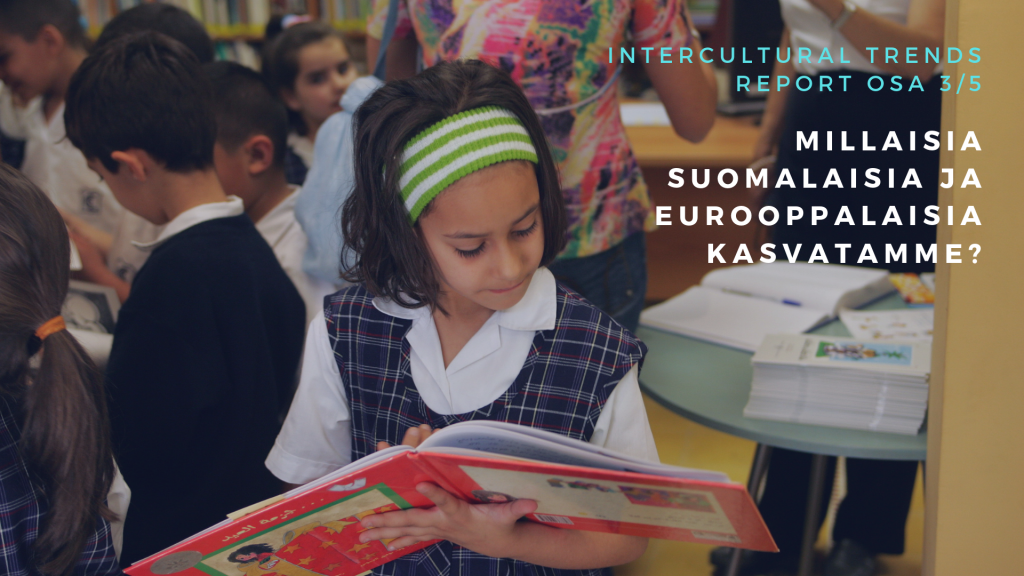 INTERCULTURAL TRENDS
REPORT OSA 3/5
MILLAISIA
SUOMALAISIA JA
EUROOPPALAISIA
KASVATAMME?